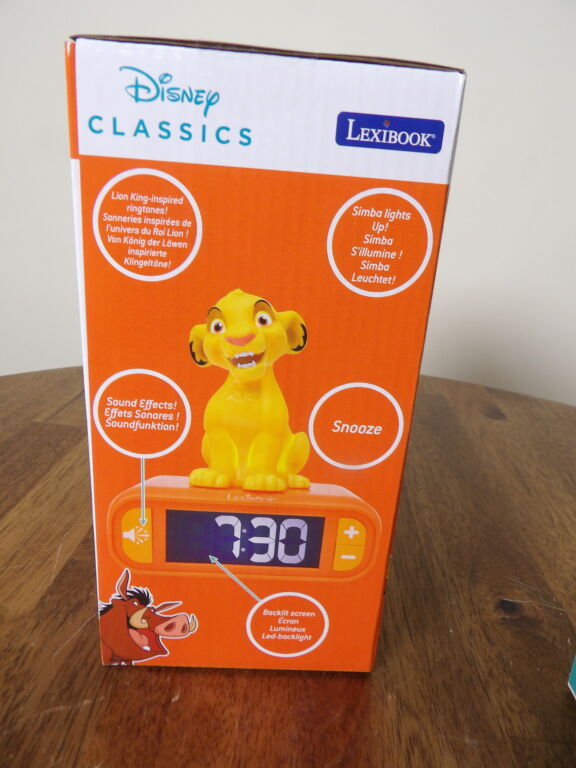 Disney
CLASSICS
LEXIBOOK®
Lion King-inspired
ringtones!
Sonneries inspirées de
l'univers du Roi Lion !
Von König der Löwen
inspirierte
Klingeltöne!
Simba lights
Up!
Simba
S'illumine !
Simba
Leuchtet!
Sound Effects!
Effets Sonores !
Soundfunktion!
Snooze
LEXIBOOK
7:30
+
−
Backlit screen
Ecran
Lumineux
Led-backlight